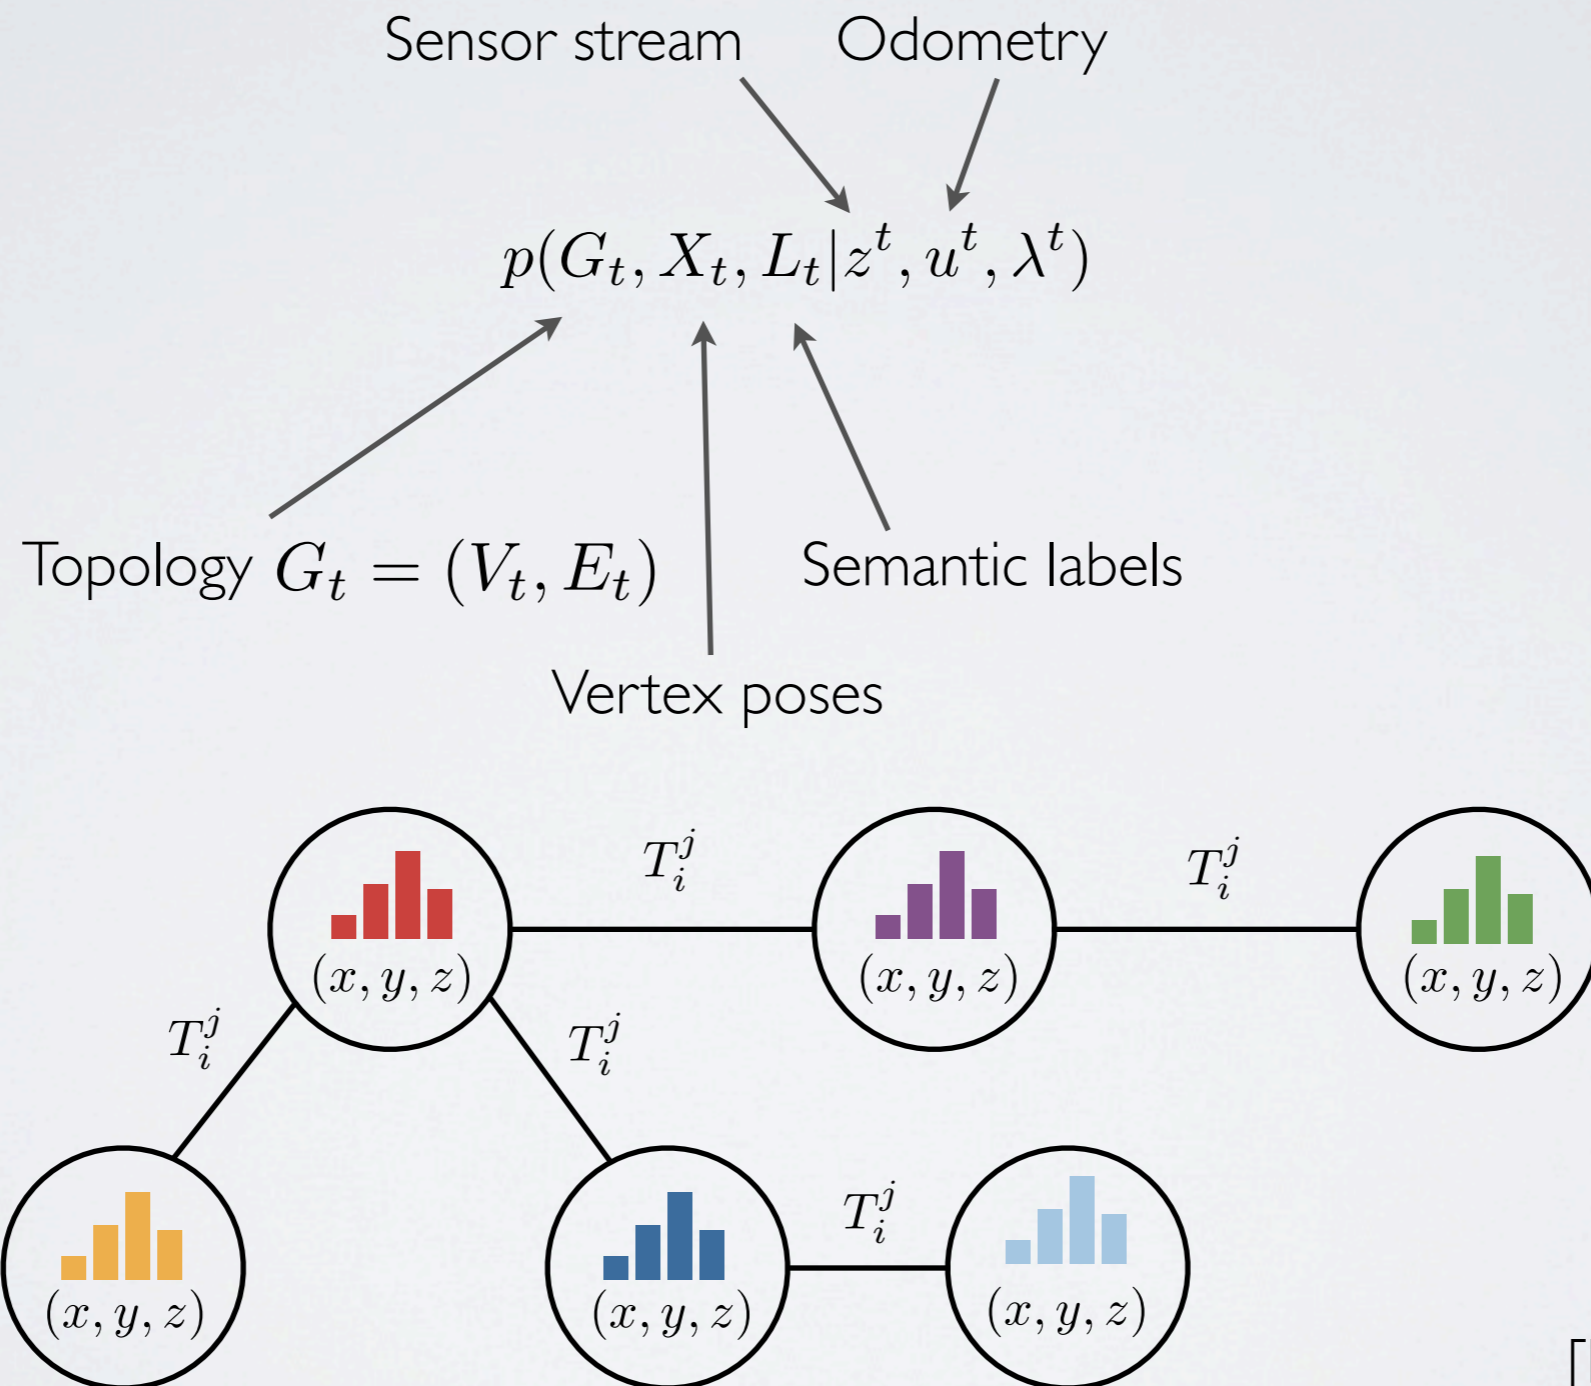 Sensor stream Odometry
p(G_t, X_t, L_t|z^t, u^t, λ^t)
Topology G_t = (V_t, E_t) Semantic labels
Vertex poses
T_i^j T_i^j
(x, y, z) (x, y, z) (x, y, z)
T_i^j T_i^j
T_i^j
(x, y, z) (x, y, z) (x, y, z)